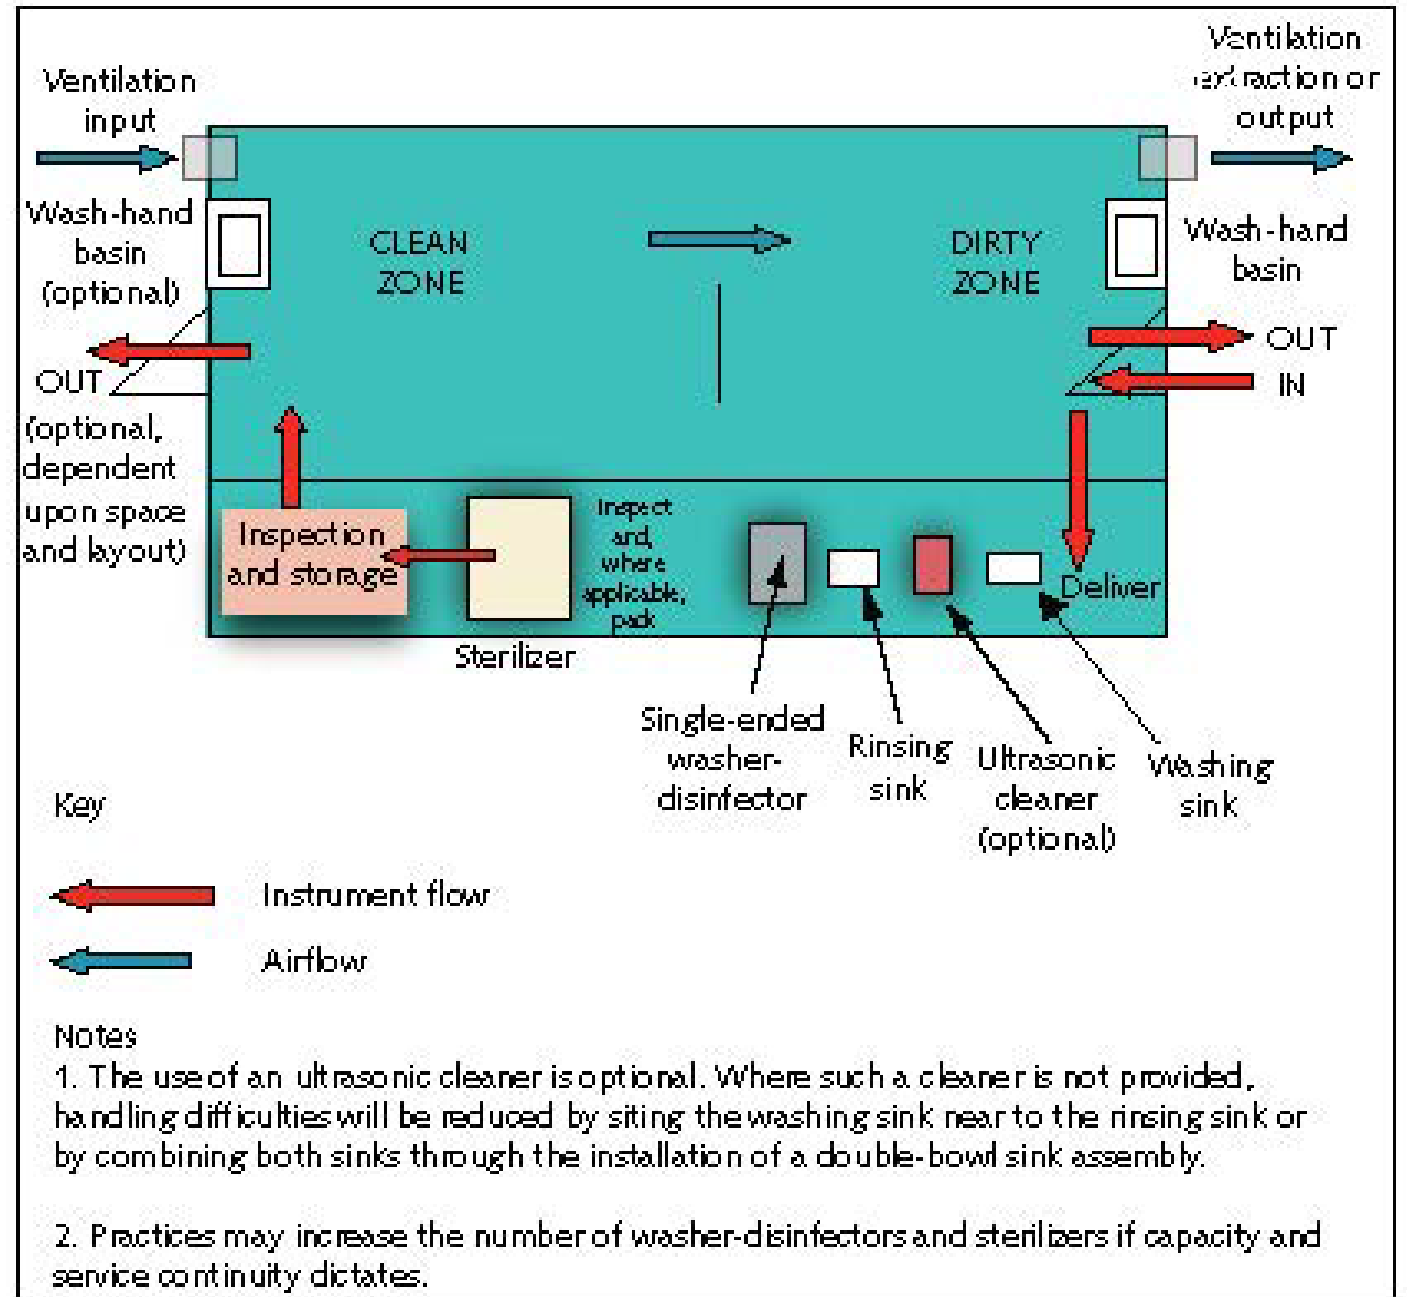 Ventilation
input
Ventilation
extraction or
output
Wash-hand
basin
(optional)
CLEAN
ZONE
DIRTY
ZONE
Wash-hand
basin
OUT
(optional,
dependent
upon space
and layout)
OUT
IN
Inspection
and storage
Sterilizer
Inspect
and,
where
applicable,
pack
Deliver
Single-ended
washer-
disinfector
Rinsing
sink
Ultrasonic
cleaner
(optional)
Washing
sink
Key
Instrument flow
Airflow
Notes
1. The use of an ultrasonic cleaner is optional. Where such a cleaner is not provided,
handling difficulties will be reduced by siting the washing sink near to the rinsing sink or
by combining both sinks through the installation of a double-bowl sink assembly.
2. Practices may increase the number of washer-disinfectors and sterilizers if capacity and
service continuity dictates.